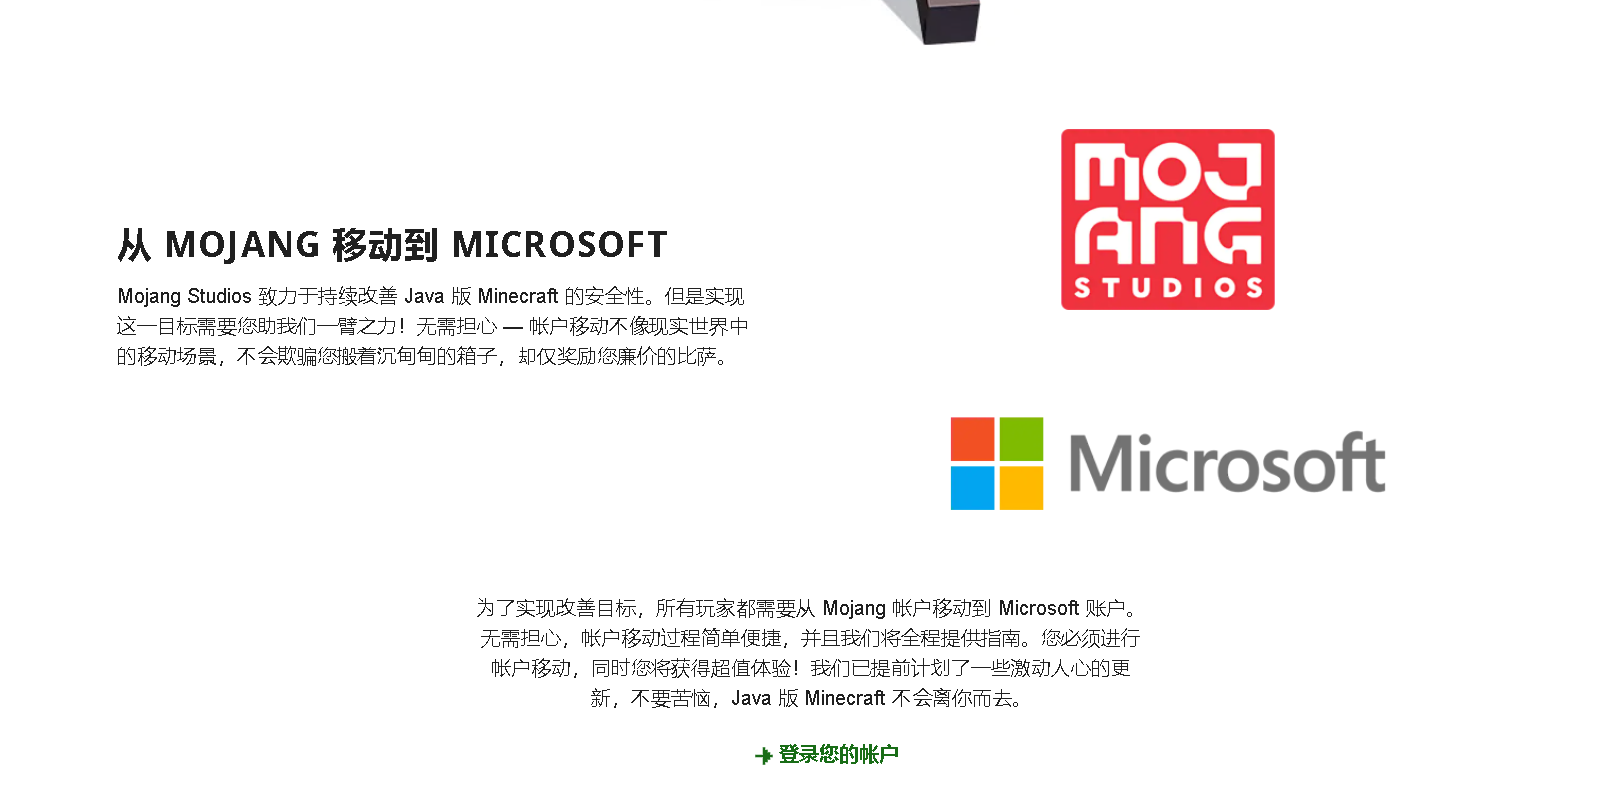 MOJ
ANG
STUDIOS
从 MOJANG 移动到 MICROSOFT
Mojang Studios 致力于持续改善 Java 版 Minecraft 的安全性。但是实现
这一目标需要您助我们一臂之力！无需担心 — 帐户移动不像现实世界中
的移动场景，不会欺骗您搬着沉甸甸的箱子，却仅奖励您廉价的比萨。
Microsoft
为了实现改善目标，所有玩家都需要从 Mojang 帐户移动到 Microsoft 账户。
无需担心，帐户移动过程简单便捷，并且我们将全程提供指南。您必须进行
帐户移动，同时您将获得超值体验！我们已提前计划了一些激动人心的更
新，不要苦恼，Java 版 Minecraft 不会离你而去。
登录您的帐户